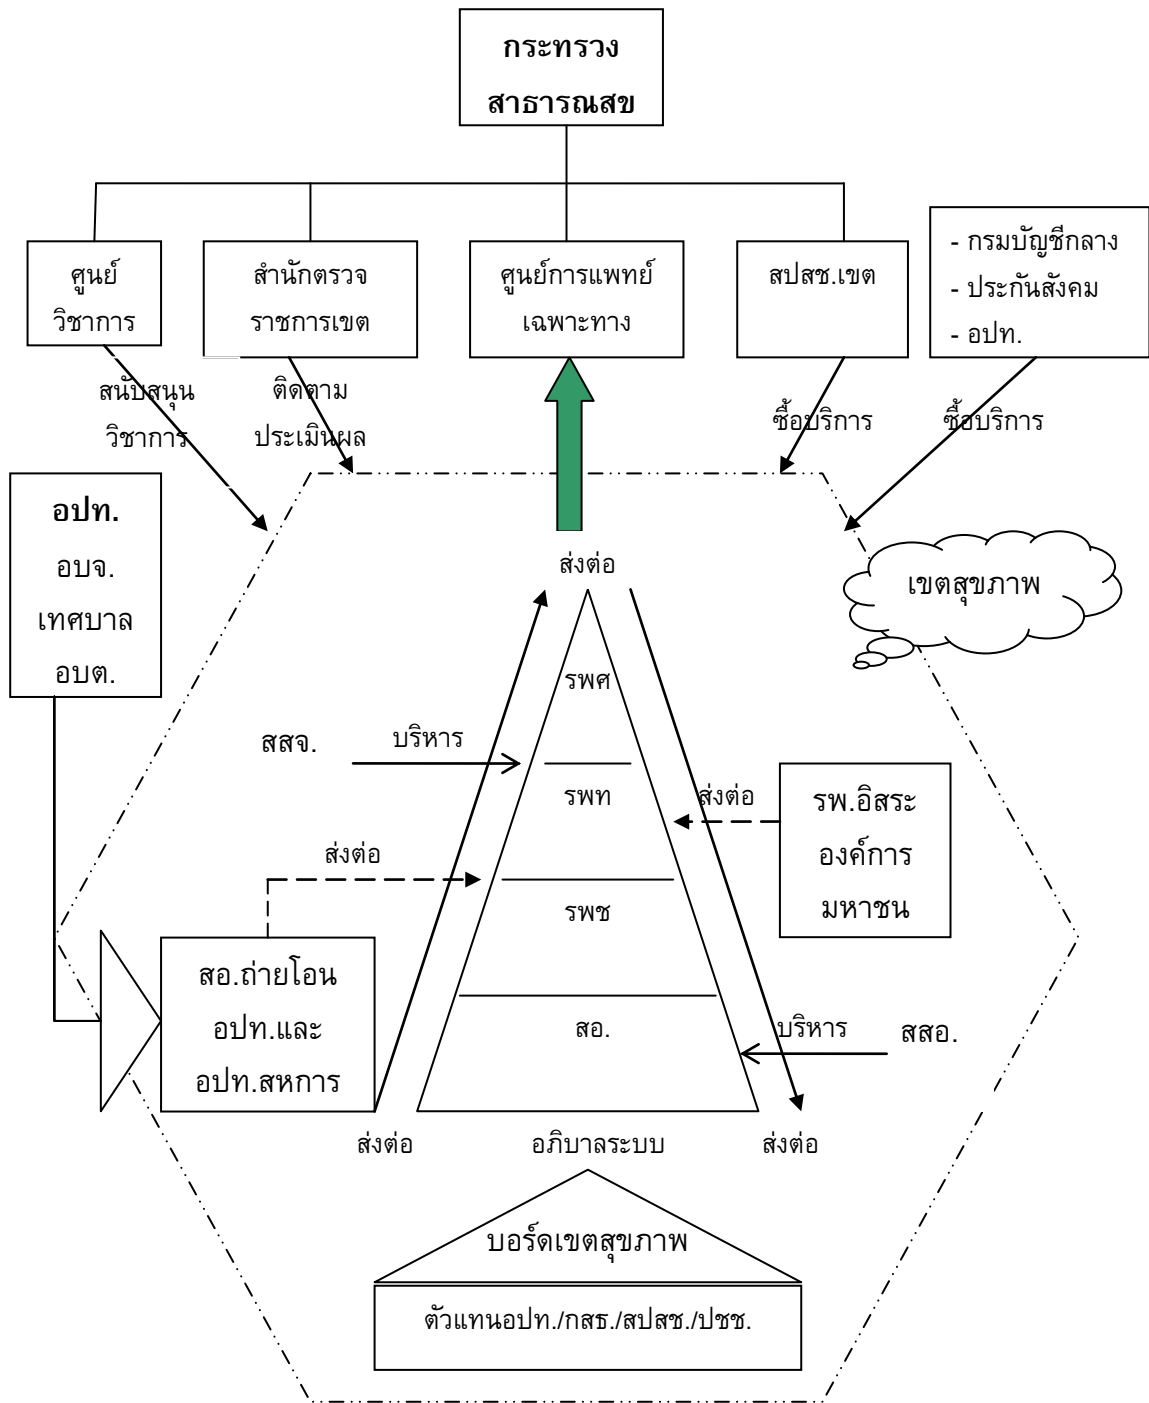 กระทรวง
สาธารณสข
ศูนย์
วิชาการ
สำนักตรวจ
ราชการเขต
ศูนย์การแพทย์
เฉพาะทาง
สปสช.เขต
- กรมบัญชีกลาง
- ประกันสังคม
- อปท.
สนับสนุน
วิชาการ
ติดตาม
ประเมินผล
ซื้อบริการ
ซื้อบริการ
อปท.
อบจ.
เทศบาล
อบต.
ส่งต่อ
เขตสุขภาพ
รพศ
สสจ.
บริหาร
รพท
ส่งต่อ
รพ.อิสระ
องค์การ
มหาชน
ส่งต่อ
รพช
สอ.ถ่ายโอน
อปท.และ
อปท.สหการ
สอ.
บริหาร
สสอ.
ส่งต่อ
อภิบาลระบบ
ส่งต่อ
บอร์ดเขตสุขภาพ
ตัวแทนอปท./กสธ./สปสช./ปชช.